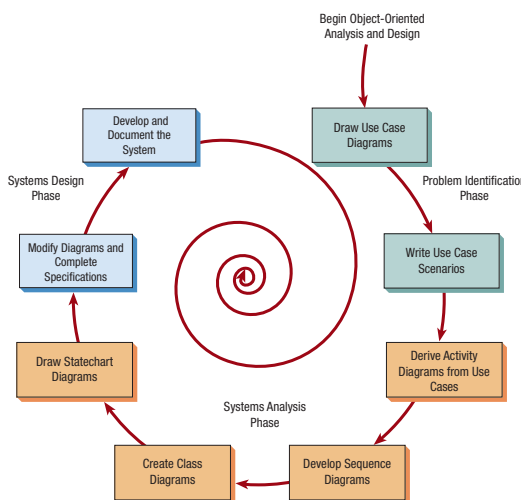 Begin Object-Oriented
Analysis and Design
Draw Use Case
Diagrams
Problem Identification
Phase
Write Use Case
Scenarios
Derive Activity
Diagrams from Use
Cases
Develop Sequence
Diagrams
Systems Analysis
Phase
Create Class
Diagrams
Draw Statechart
Diagrams
Modify Diagrams and
Complete
Specifications
Systems Design
Phase
Develop and
Document the
System